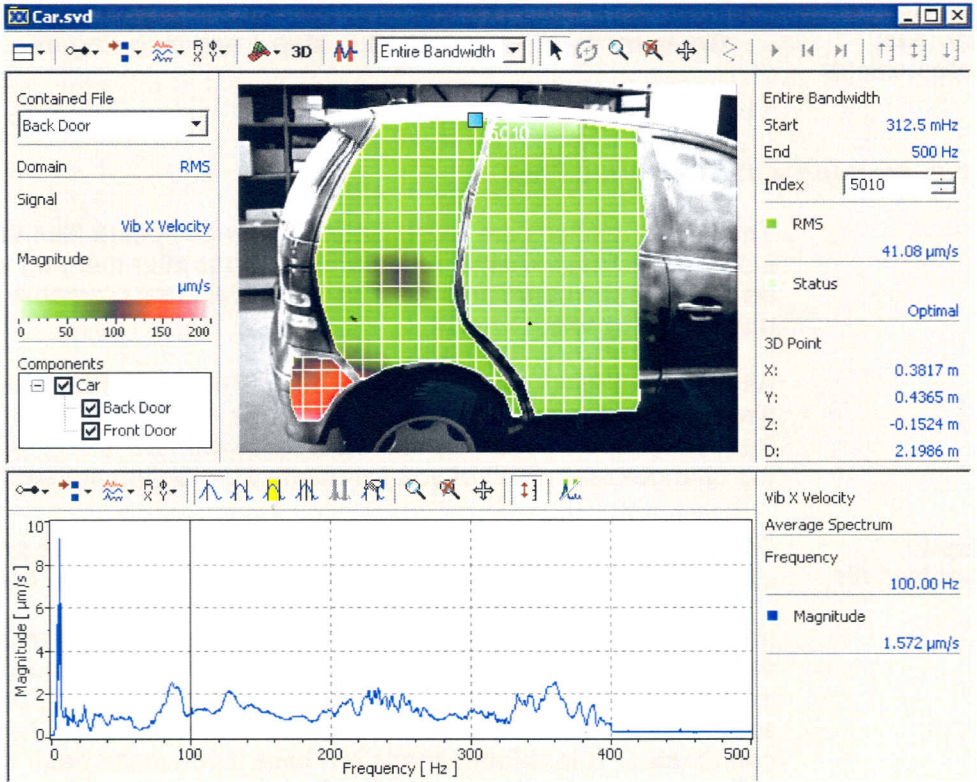 Car.svd
3D
Entire Bandwidth
Contained File
Back Door
Domain RMS
Signal
Vib X Velocity
Magnitude
µm/s
0 50 100 150 200
Components
Car
Back Door
Front Door
5010
Entire Bandwidth
Start 312.5 mHz
End 500 Hz
Index 5010
RMS
41.08 µm/s
Status
Optimal
3D Point
X: 0.3817 m
Y: 0.4365 m
Z: -0.1524 m
D: 2.1986 m
Magnitude [ µm/s ]
10
8
6
4
2
0
0 100 200 300 400 500
Frequency [ Hz ]
Vib X Velocity
Average Spectrum
Frequency
100.00 Hz
Magnitude
1.572 µm/s